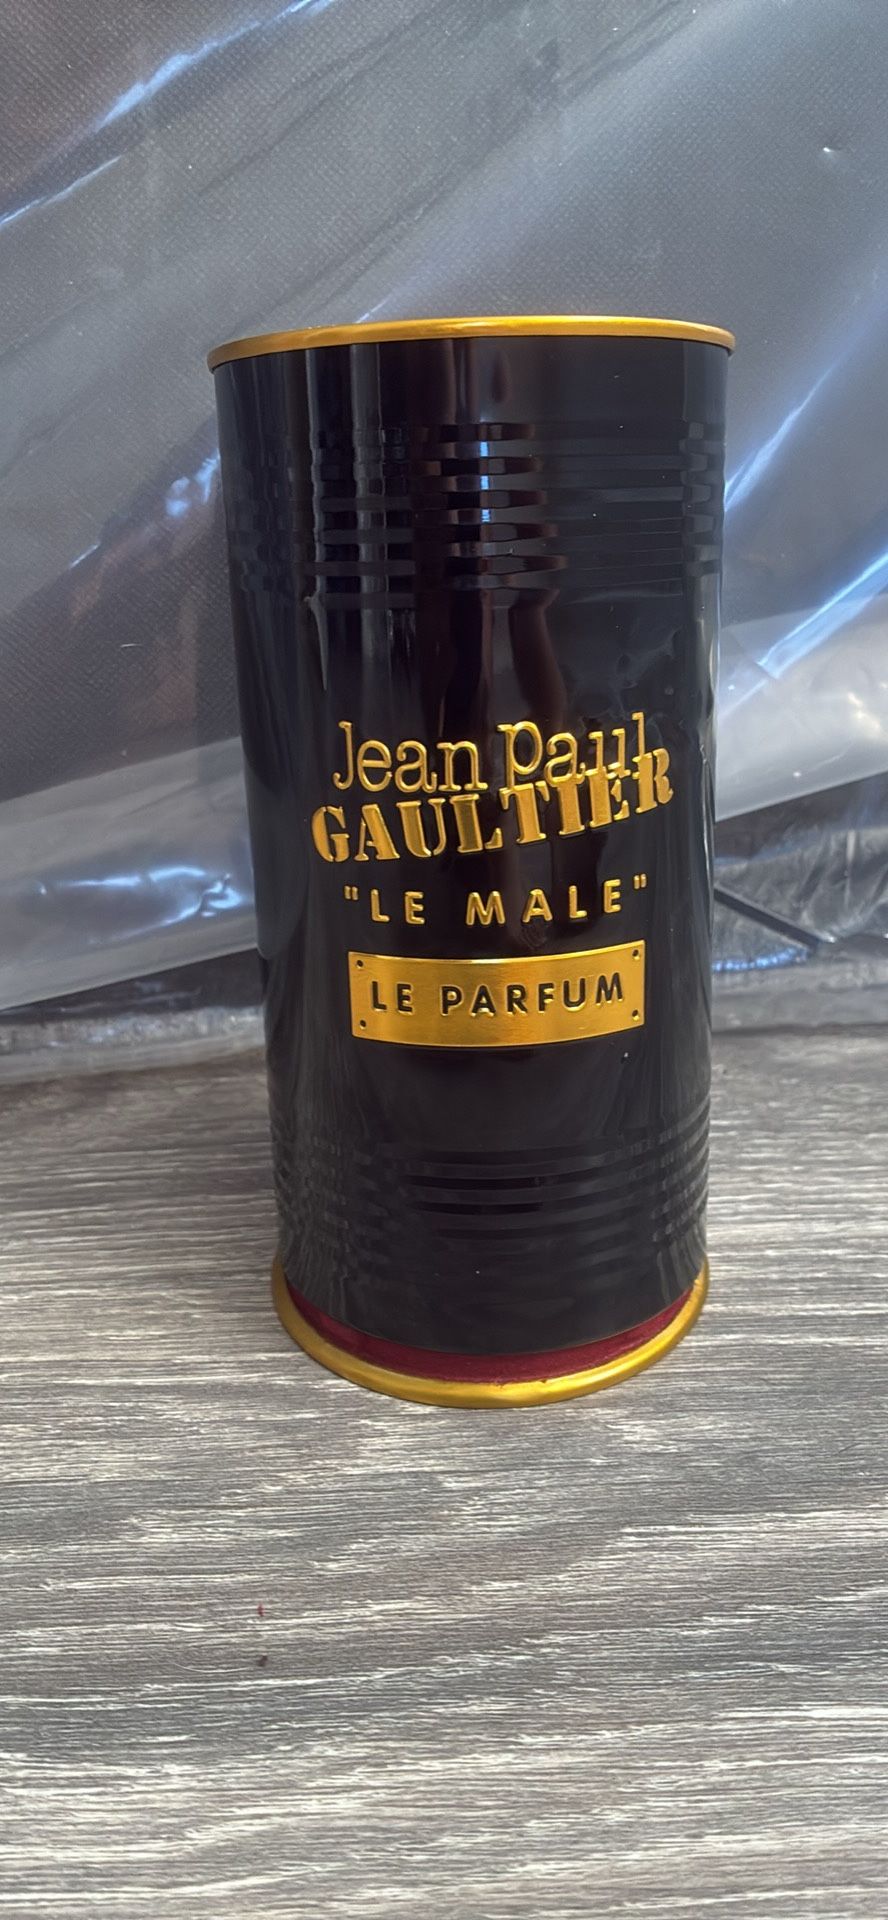 Jean Paul
GAULTIER
"LE MALE"
LE PARFUM